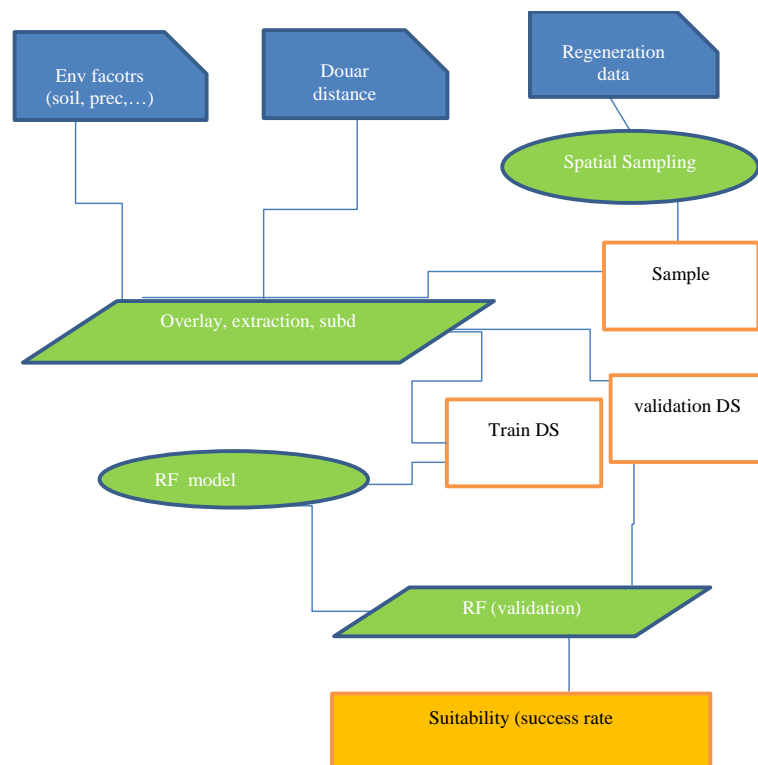 Env facotrs
(soil, prec,…)
Douar
distance
Regeneration
data
Spatial Sampling
Sample
Overlay, extraction, subd
validation DS
Train DS
RF model
RF (validation)
Suitability (success rate